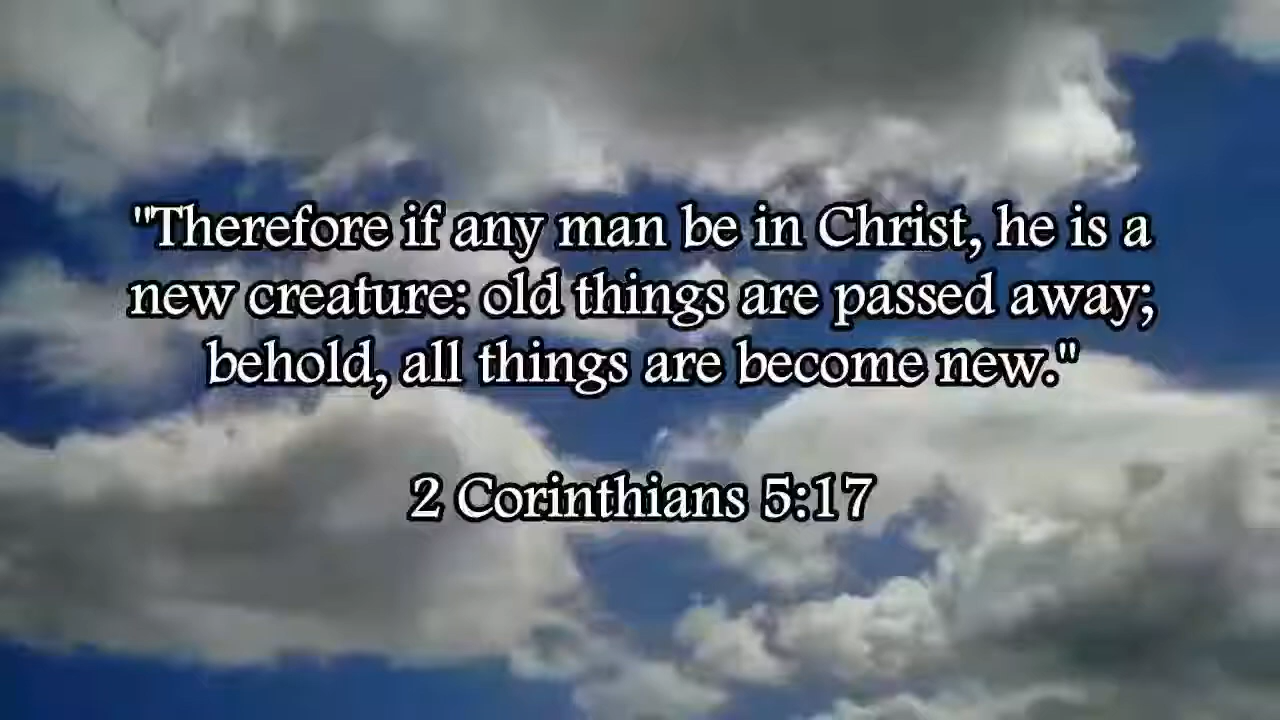 "Therefore if any man be in Christ, he is a
new creature: old things are passed away;
behold, all things are become new."
2 Corinthians 5:17